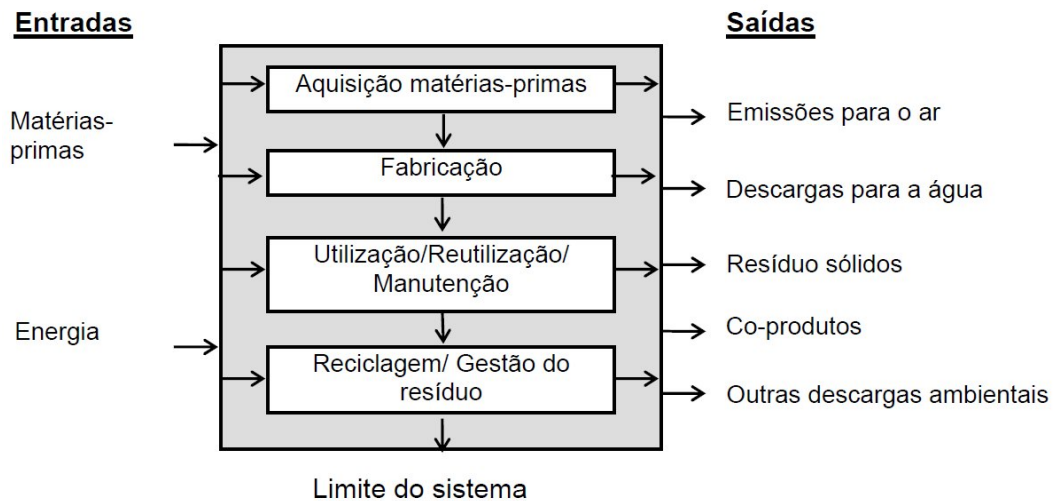 Entradas
Saídas
Aquisição matérias-primas
Matérias-
primas
Emissões para o ar
Fabricação
Descargas para a água
Utilização/Reutilização/
Manutenção
Resíduo sólidos
Energia
Co-produtos
Reciclagem/ Gestão do
resíduo
Outras descargas ambientais
Limite do sistema